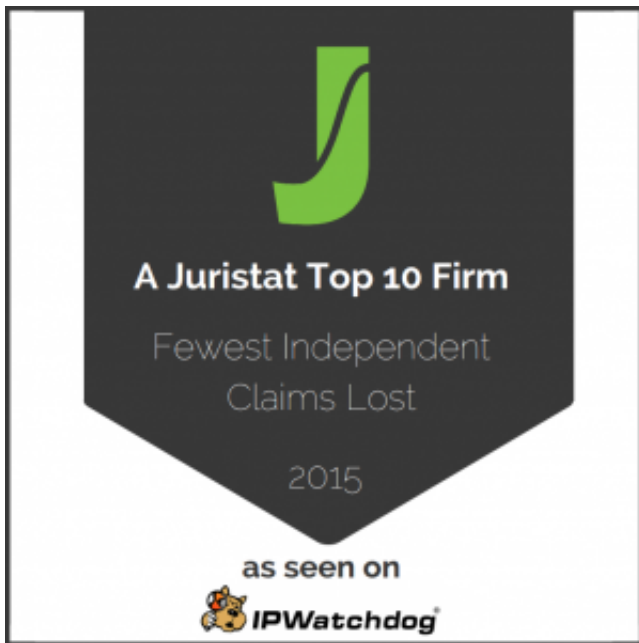 A Juristat Top 10 Firm
Fewest Independent
Claims Lost
2015
as seen on
IPWatchdog®